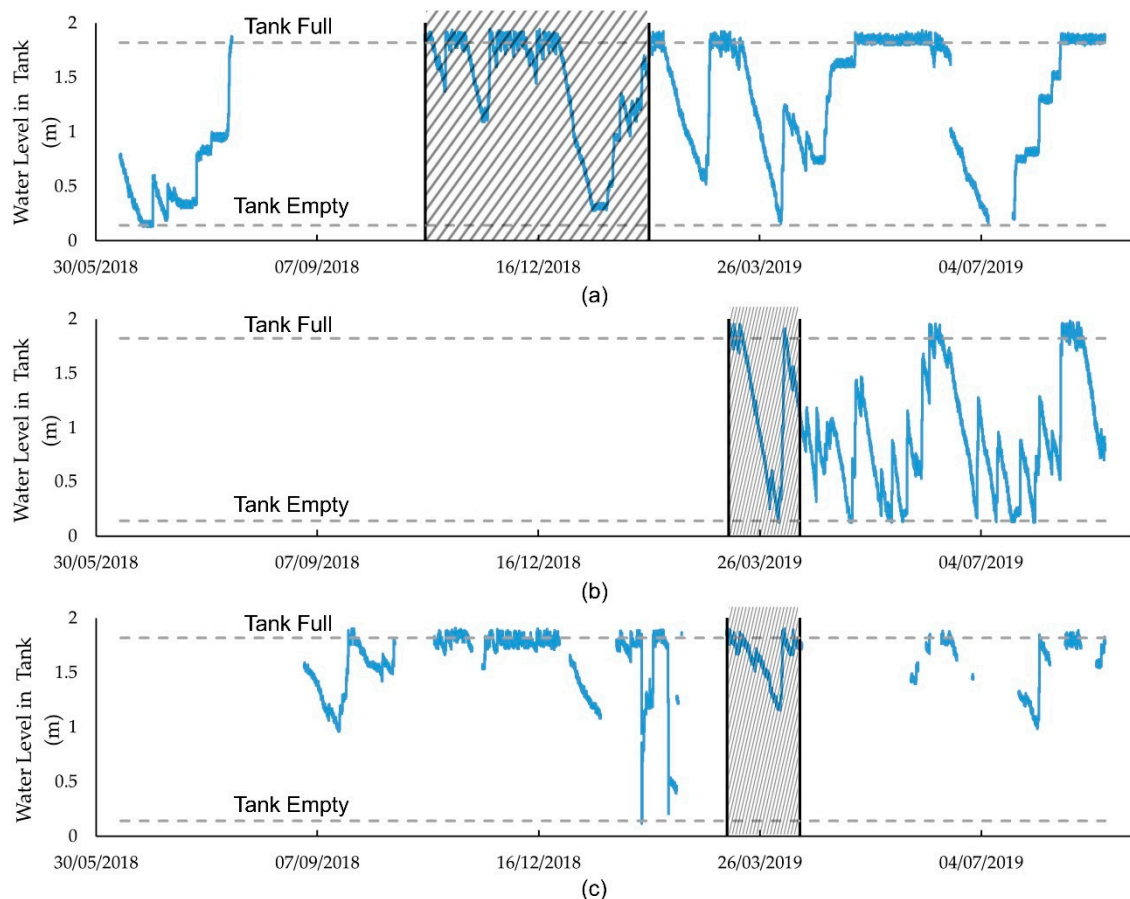 2
Tank Full
1.5
1
0.5
Tank Empty
0
Water Level in Tank
(m)
30/05/2018 07/09/2018 16/12/2018 26/03/2019 04/07/2019
(a)
2
Tank Full
1.5
1
0.5
Tank Empty
0
Water Level in Tank
(m)
30/05/2018 07/09/2018 16/12/2018 26/03/2019 04/07/2019
(b)
2
Tank Full
1.5
1
0.5
Tank Empty
0
Water Level in Tank
(m)
30/05/2018 07/09/2018 16/12/2018 26/03/2019 04/07/2019
(c)